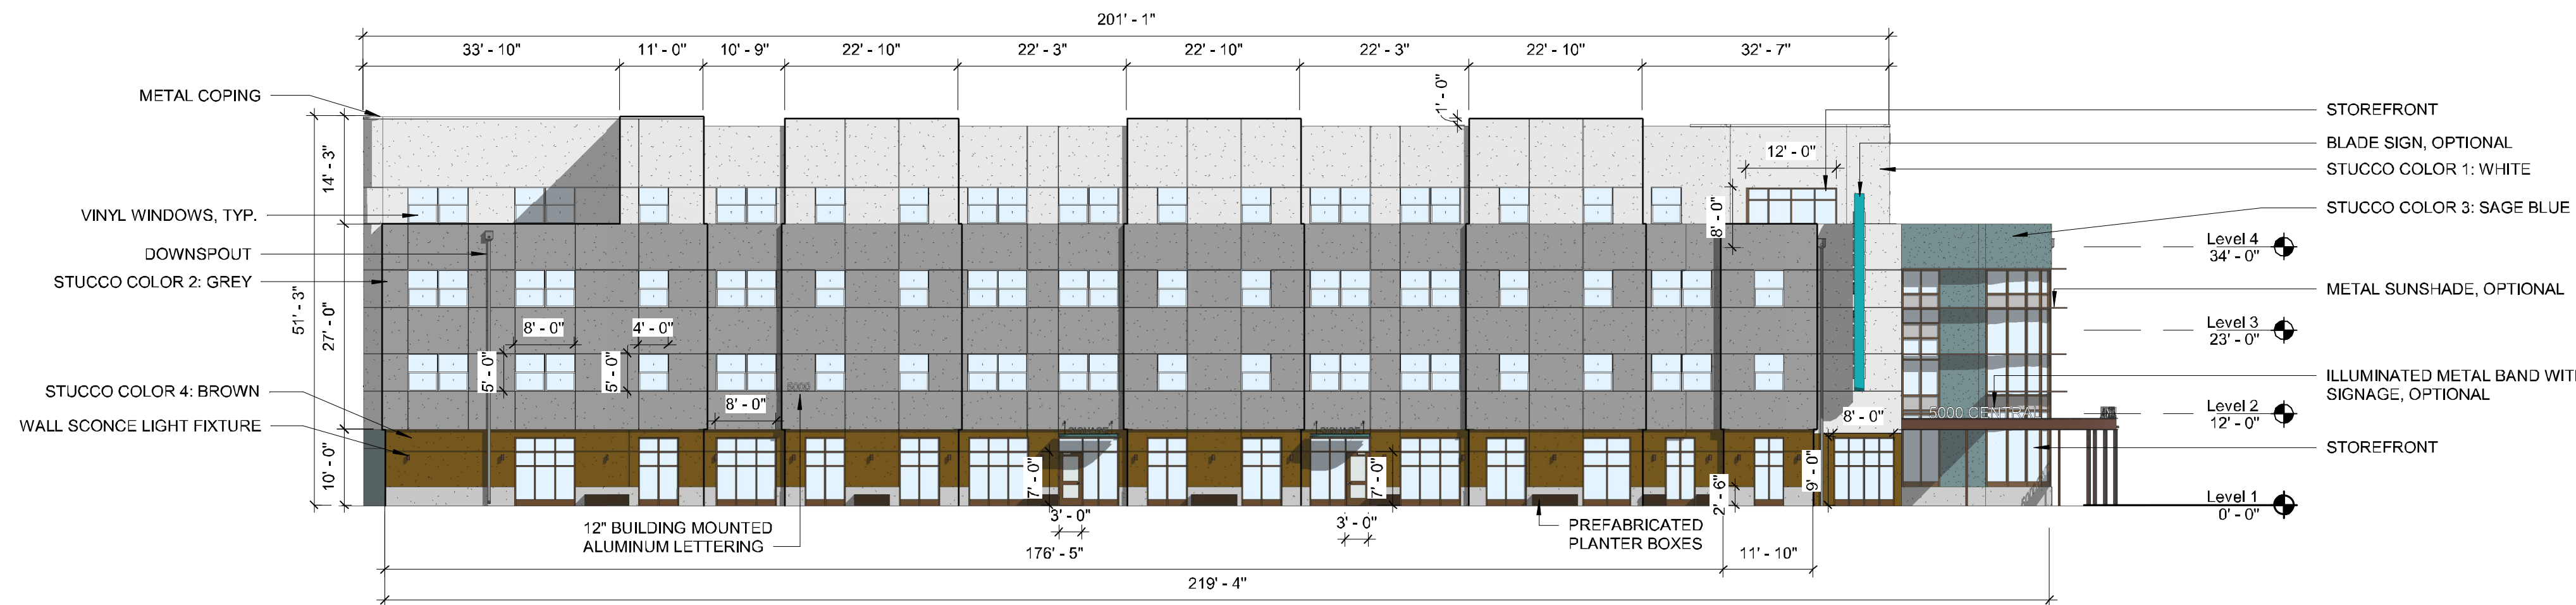 201' - 1"
33' - 10"
11' - 0"
10' - 9"
22' - 10"
22' - 3"
22' - 10"
22' - 3"
22' - 10"
32' - 7"
1' - 0"
METAL COPING
VINYL WINDOWS, TYP.
DOWNSPOUT
STUCCO COLOR 2: GREY
STUCCO COLOR 4: BROWN
WALL SCONCE LIGHT FIXTURE
51' - 3"
14' - 3"
27' - 0"
10' - 0"
8' - 0"
5' - 0"
4' - 0"
5' - 0"
8' - 0"
5000
12' - 0"
8' - 0"
SIGNAGE
SIGNAGE
7' - 0"
7' - 0"
3' - 0"
3' - 0"
2' - 6"
9' - 0"
8' - 0"
5000 CENTRAL
12" BUILDING MOUNTED
ALUMINUM LETTERING
PREFABRICATED
PLANTER BOXES
176' - 5"
11' - 10"
219' - 4"
STOREFRONT
BLADE SIGN, OPTIONAL
STUCCO COLOR 1: WHITE
STUCCO COLOR 3: SAGE BLUE
Level 4
34' - 0"
METAL SUNSHADE, OPTIONAL
Level 3
23' - 0"
ILLUMINATED METAL BAND WIT
SIGNAGE, OPTIONAL
Level 2
12' - 0"
STOREFRONT
Level 1
0' - 0"